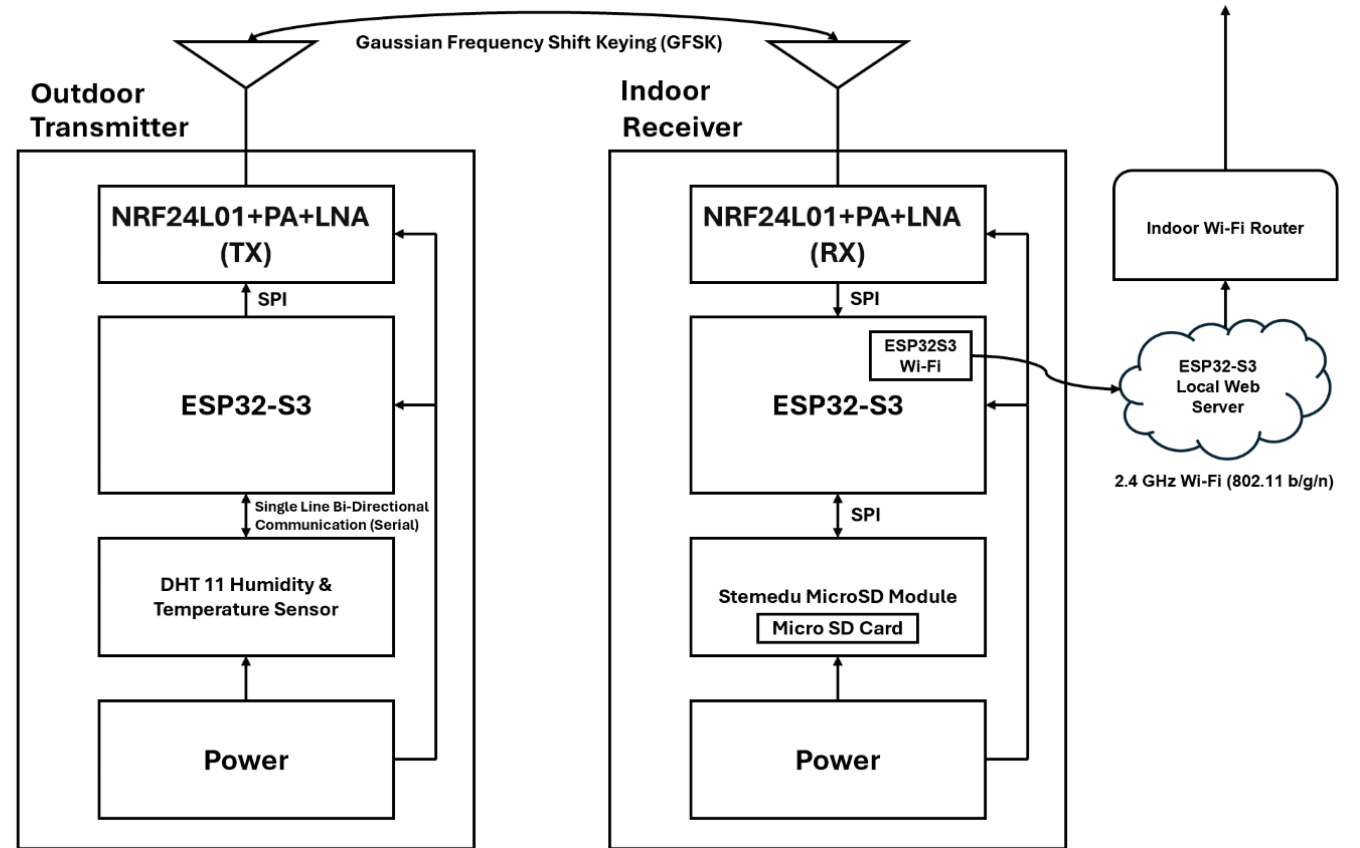 Gaussian Frequency Shift Keying (GFSK)
Outdoor
Transmitter
NRF24L01+PA+LNA
(TX)
SPI
ESP32-S3
Single Line Bi-Directional
Communication (Serial)
DHT 11 Humidity &
Temperature Sensor
Power
Indoor
Receiver
NRF24L01+PA+LNA
(RX)
SPI
ESP32S3
Wi-Fi
ESP32-S3
SPI
Stemedu MicroSD Module
Micro SD Card
Power
Indoor Wi-Fi Router
ESP32-S3
Local Web
Server
2.4 GHz Wi-Fi (802.11 b/g/n)